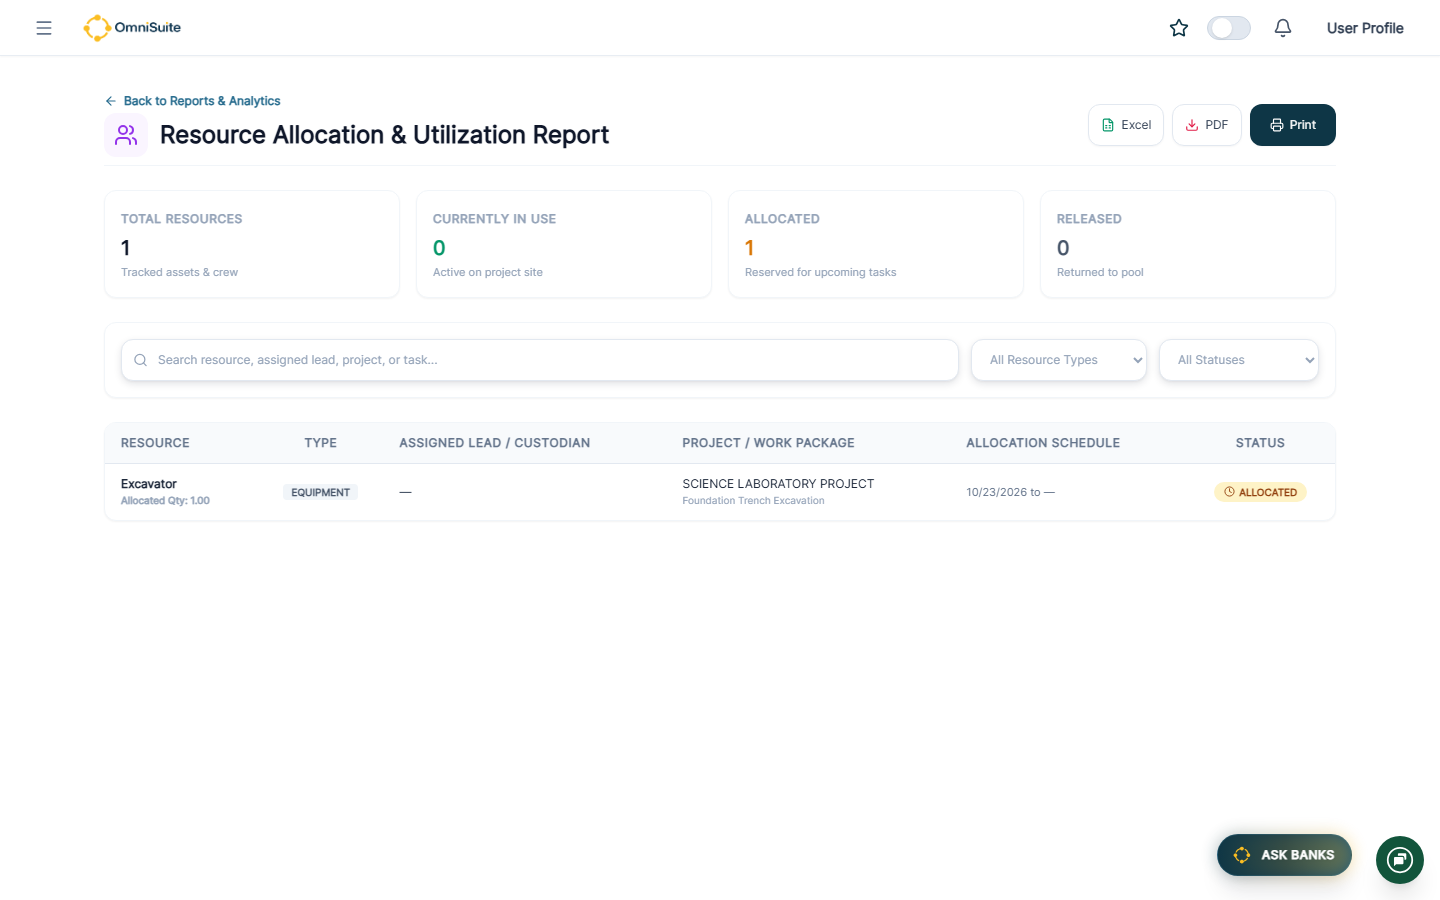 OmniSuite
User Profile
Back to Reports & Analytics
Resource Allocation & Utilization Report
Excel
PDF
Print
TOTAL RESOURCES
1
Tracked assets & crew
CURRENTLY IN USE
0
Active on project site
ALLOCATED
1
Reserved for upcoming tasks
RELEASED
0
Returned to pool
Search resource, assigned lead, project, or task...
All Resource Types
All Statuses
RESOURCE TYPE ASSIGNED LEAD / CUSTODIAN PROJECT / WORK PACKAGE ALLOCATION SCHEDULE STATUS
Excavator
Allocated Qty: 1.00
EQUIPMENT
—
SCIENCE LABORATORY PROJECT
Foundation Trench Excavation
10/23/2026 to —
ALLOCATED
ASK BANKS